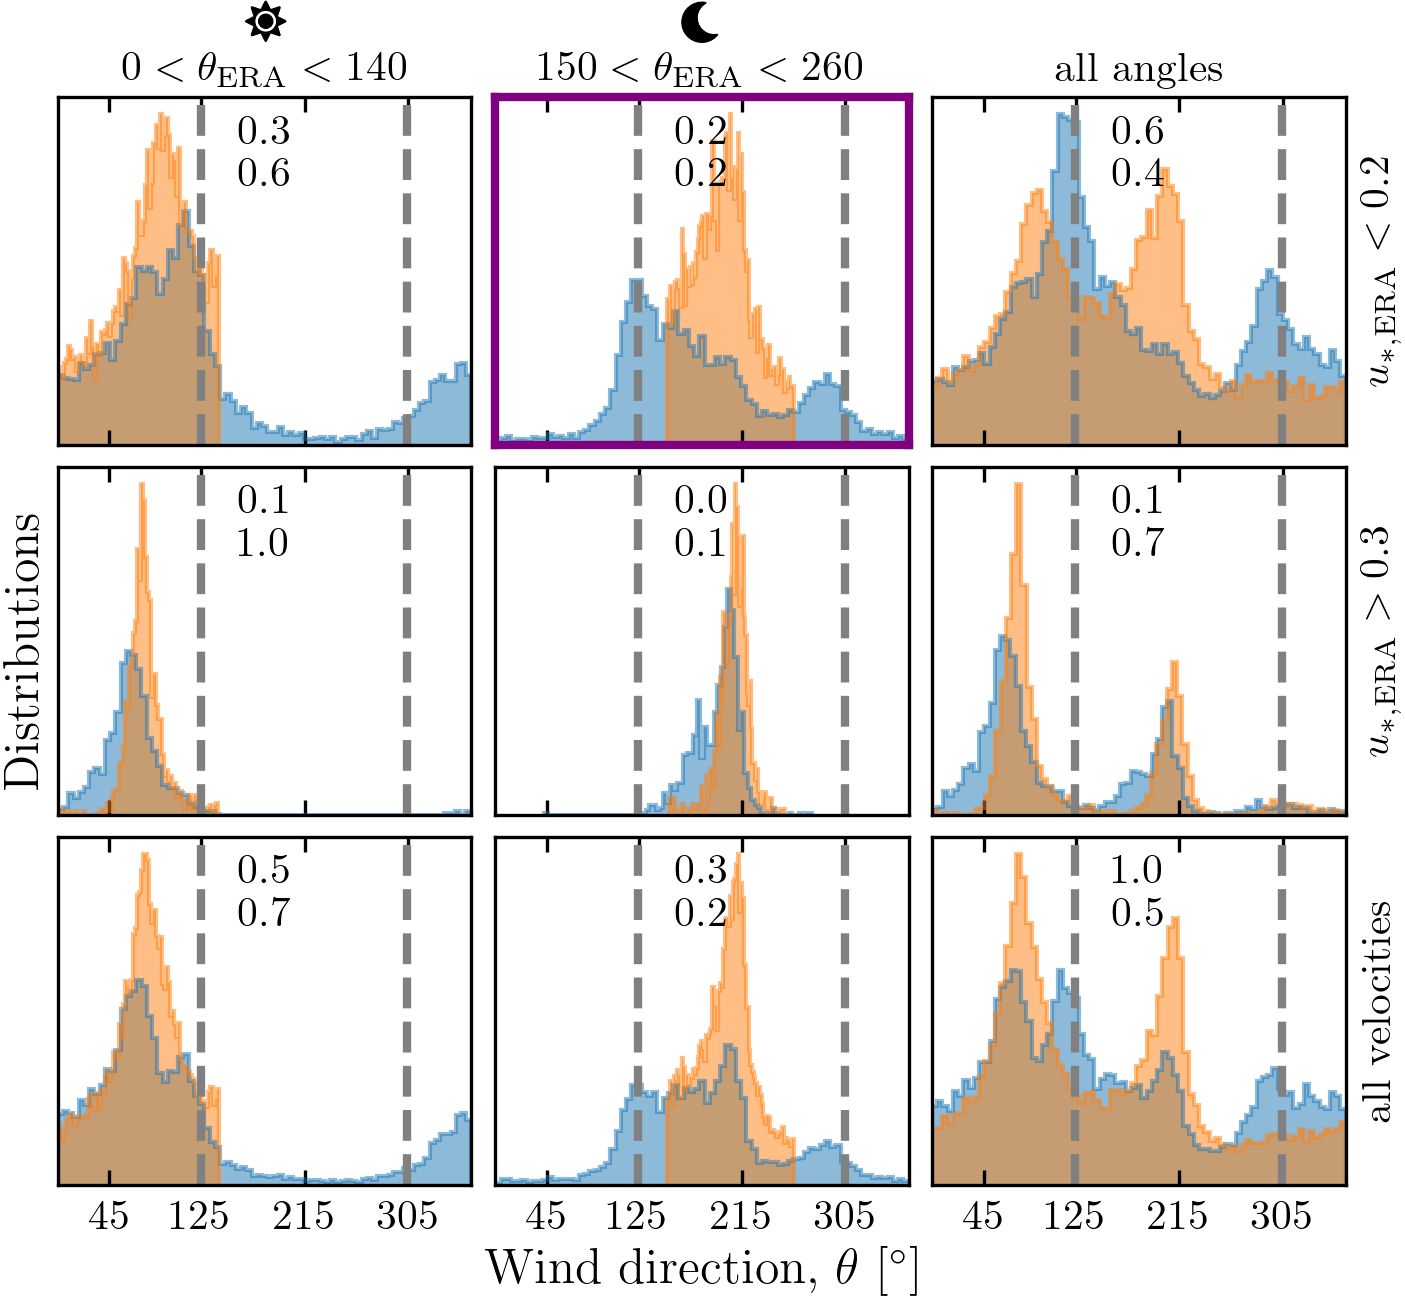 0 < θ_ERA < 140
150 < θ_ERA < 260
all angles
0.3
0.6
0.2
0.2
0.6
0.4
u_*,ERA < 0.2
0.1
1.0
0.0
0.1
0.1
0.7
u_*,ERA > 0.3
Distributions
0.5
0.7
0.3
0.2
1.0
0.5
all velocities
45 125 215 305
45 125 215 305
45 125 215 305
Wind direction, θ [°]